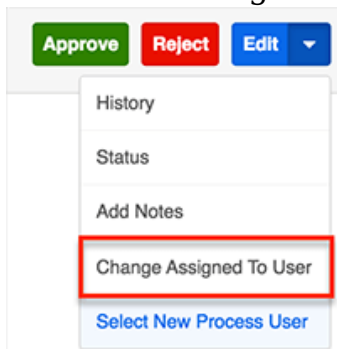 Approve Reject Edit
History
Status
Add Notes
Change Assigned To User
Select New Process User